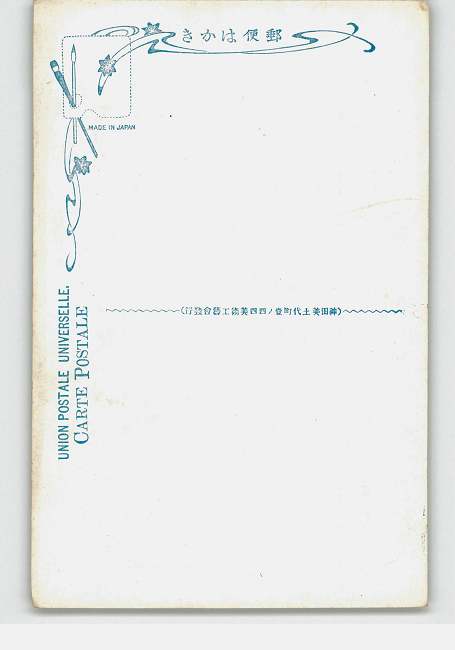 郵便はかき
MADE IN JAPAN
UNION POSTALE UNIVERSELLE.
CARTE POSTALE
(神田美土代町壹ノ四四美術工藝會發行)